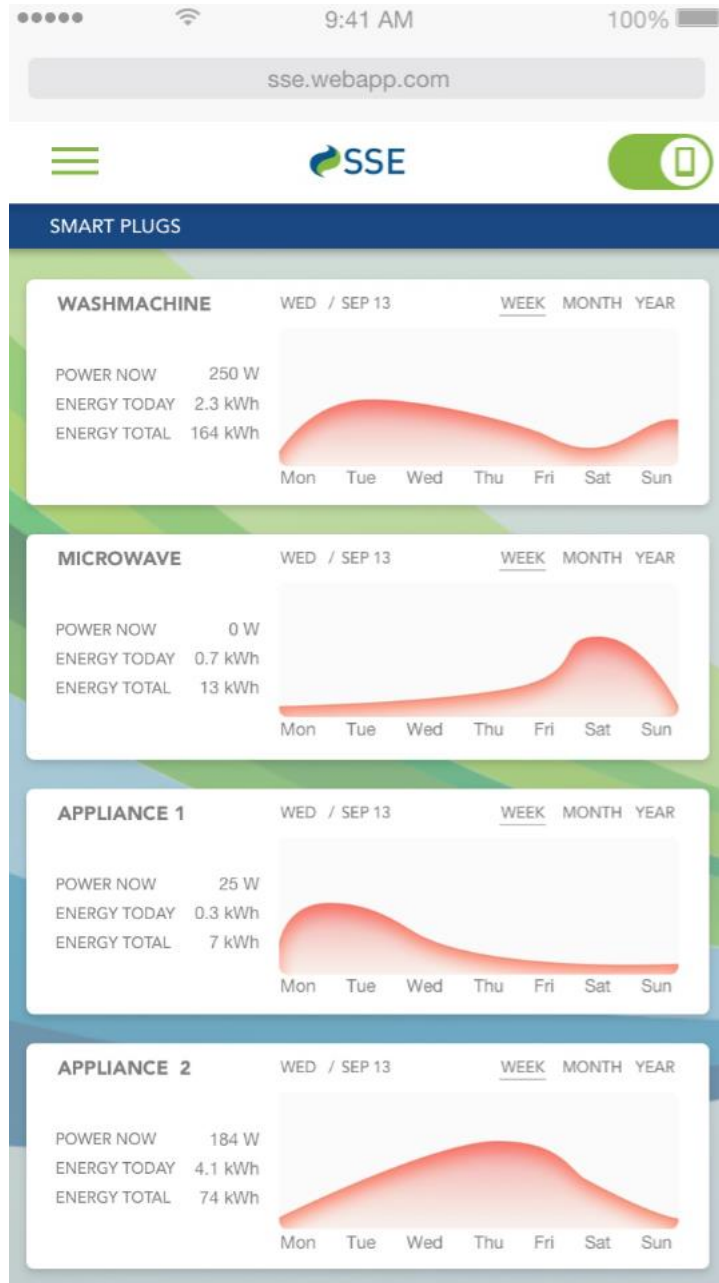 9:41 AM 100%
sse.webapp.com
SSE
SMART PLUGS
WASHMACHINE WED / SEP 13 WEEK MONTH YEAR
POWER NOW 250 W
ENERGY TODAY 2.3 kWh
ENERGY TOTAL 164 kWh
Mon Tue Wed Thu Fri Sat Sun
MICROWAVE WED / SEP 13 WEEK MONTH YEAR
POWER NOW 0 W
ENERGY TODAY 0.7 kWh
ENERGY TOTAL 13 kWh
Mon Tue Wed Thu Fri Sat Sun
APPLIANCE 1 WED / SEP 13 WEEK MONTH YEAR
POWER NOW 25 W
ENERGY TODAY 0.3 kWh
ENERGY TOTAL 7 kWh
Mon Tue Wed Thu Fri Sat Sun
APPLIANCE 2 WED / SEP 13 WEEK MONTH YEAR
POWER NOW 184 W
ENERGY TODAY 4.1 kWh
ENERGY TOTAL 74 kWh
Mon Tue Wed Thu Fri Sat Sun